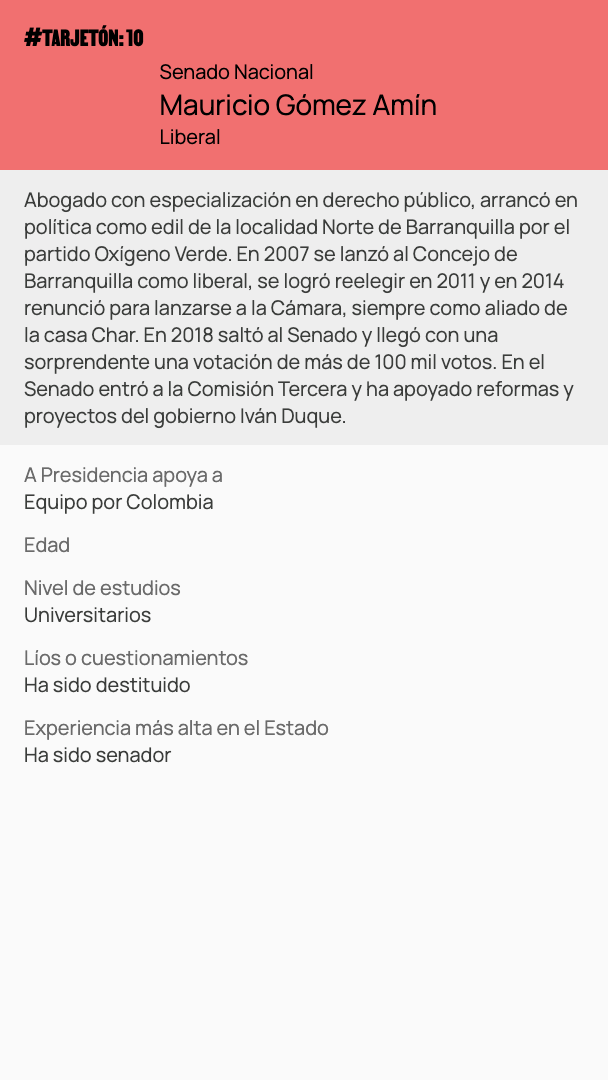 #TARJETÓN: 10
Senado Nacional
Mauricio Gómez Amín
Liberal
Abogado con especialización en derecho público, arrancó en
política como edil de la localidad Norte de Barranquilla por el
partido Oxígeno Verde. En 2007 se lanzó al Concejo de
Barranquilla como liberal, se logró reelegir en 2011 y en 2014
renunció para lanzarse a la Cámara, siempre como aliado de
la casa Char. En 2018 saltó al Senado y llegó con una
sorprendente una votación de más de 100 mil votos. En el
Senado entró a la Comisión Tercera y ha apoyado reformas y
proyectos del gobierno Iván Duque.
A Presidencia apoya a
Equipo por Colombia
Edad
Nivel de estudios
Universitarios
Líos o cuestionamientos
Ha sido destituido
Experiencia más alta en el Estado
Ha sido senador